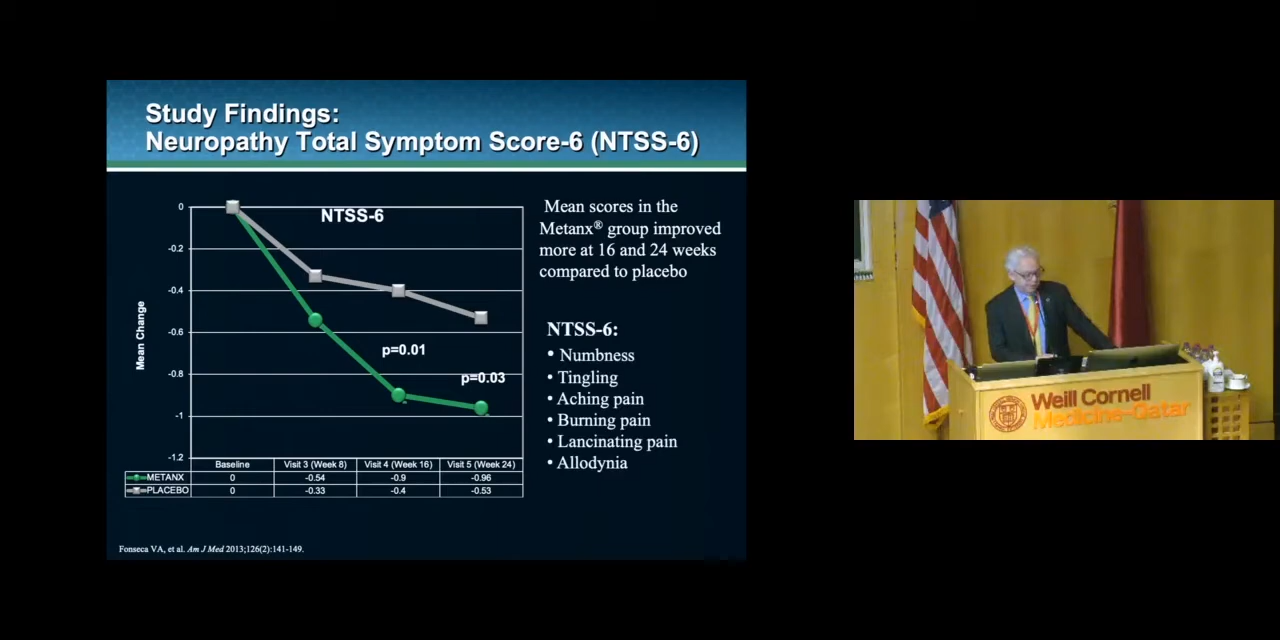 Study Findings:
Neuropathy Total Symptom Score-6 (NTSS-6)
NTSS-6
0
-0.2
-0.4
-0.6
-0.8
-1
-1.2
Mean Change
p=0.01
p=0.03
Baseline Visit 3 (Week 8) Visit 4 (Week 16) Visit 5 (Week 24)
METANX 0 -0.54 -0.9 -0.96
PLACEBO 0 -0.33 -0.4 -0.53
Mean scores in the
Metanx® group improved
more at 16 and 24 weeks
compared to placebo
NTSS-6:
• Numbness
• Tingling
• Aching pain
• Burning pain
• Lancinating pain
• Allodynia
Fonseca VA, et al. Am J Med 2013;126(2):141-149.
Weill Cornell
Medicine-Qatar